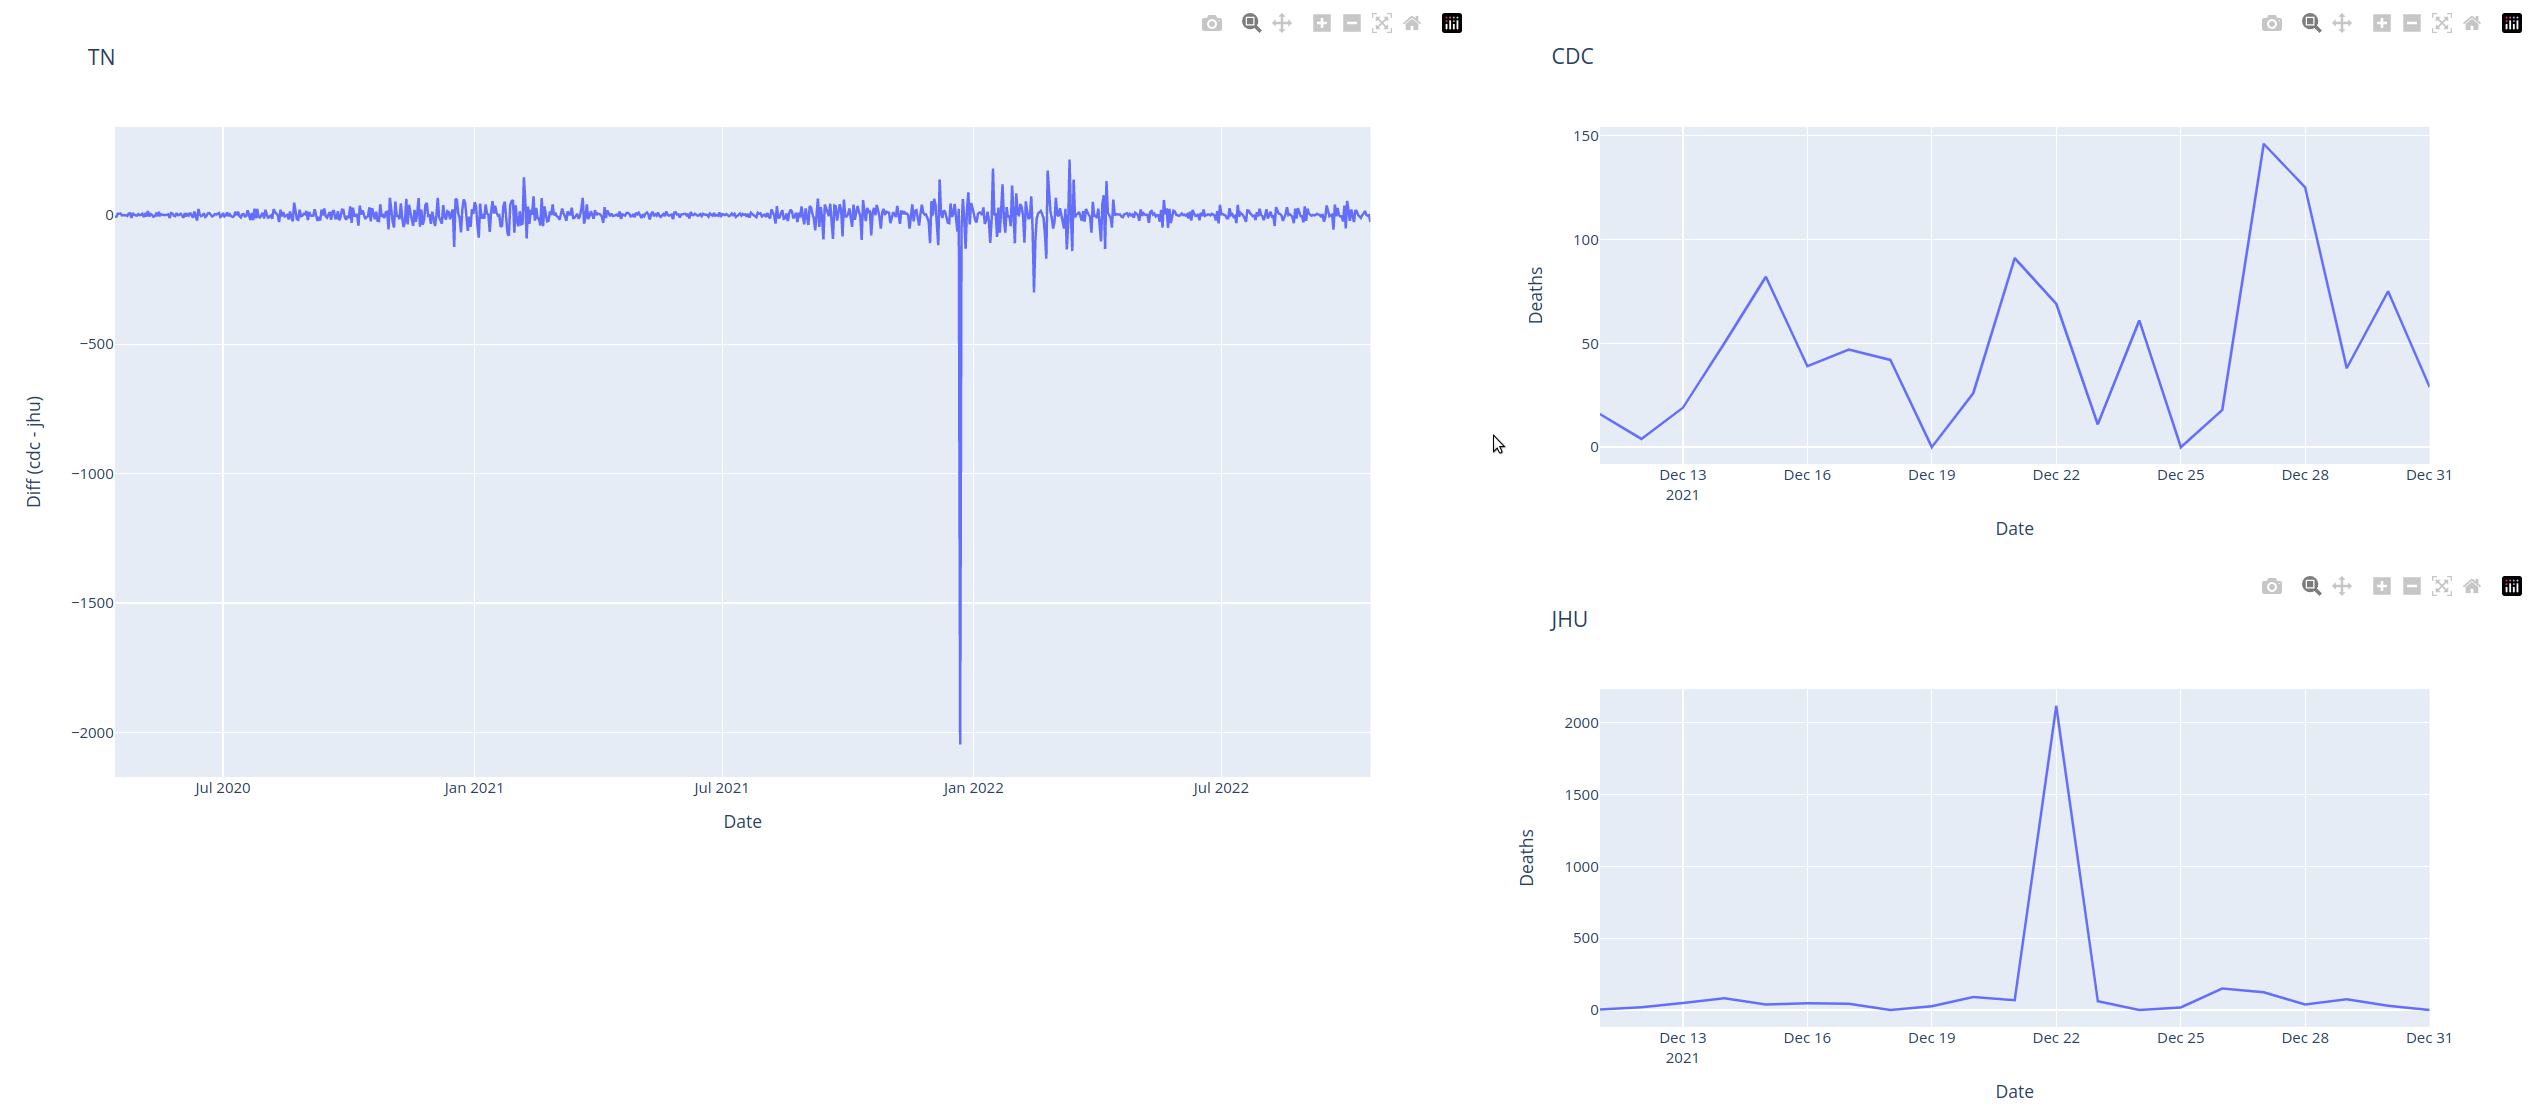 TN
0
−500
−1000
−1500
−2000
Diff (cdc - jhu)
Jul 2020
Jan 2021
Jul 2021
Jan 2022
Jul 2022
Date
CDC
150
100
50
0
Deaths
Dec 13
2021
Dec 16
Dec 19
Dec 22
Dec 25
Dec 28
Dec 31
Date
JHU
2000
1500
1000
500
0
Deaths
Dec 13
2021
Dec 16
Dec 19
Dec 22
Dec 25
Dec 28
Dec 31
Date